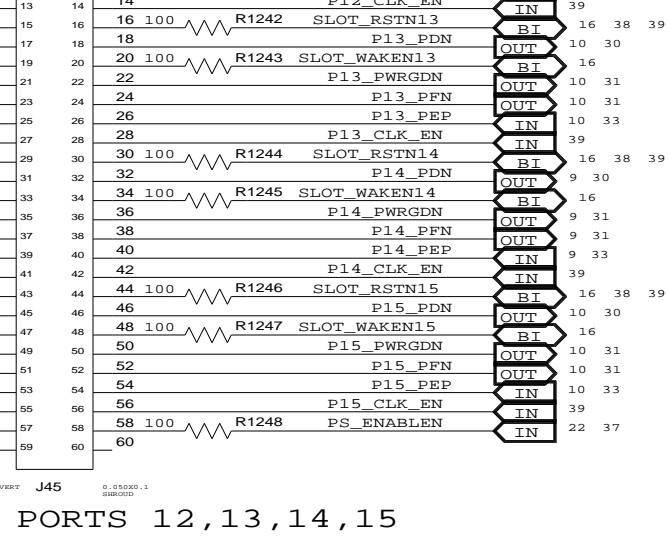 13 14 14 P12_CLK_EN IN 39
15 16 16 100 R1242 SLOT_RSTN13 BI 16 38 39
17 18 18 P13_PDN OUT 10 30
19 20 20 100 R1243 SLOT_WAKEN13 BI 16
21 22 22 P13_PWRGDN OUT 10 31
23 24 24 P13_PFN OUT 10 31
25 26 26 P13_PEP IN 10 33
27 28 28 P13_CLK_EN IN 39
29 30 30 100 R1244 SLOT_RSTN14 BI 16 38 39
31 32 32 P14_PDN OUT 9 30
33 34 34 100 R1245 SLOT_WAKEN14 BI 16
35 36 36 P14_PWRGDN OUT 9 31
37 38 38 P14_PFN OUT 9 31
39 40 40 P14_PEP IN 9 33
41 42 42 P14_CLK_EN IN 39
43 44 44 100 R1246 SLOT_RSTN15 BI 16 38 39
45 46 46 P15_PDN OUT 10 30
47 48 48 100 R1247 SLOT_WAKEN15 BI 16
49 50 50 P15_PWRGDN OUT 10 31
51 52 52 P15_PFN OUT 10 31
53 54 54 P15_PEP IN 10 33
55 56 56 P15_CLK_EN IN 39
57 58 58 100 R1248 PS_ENABLEN IN 22 37
59 60 60
VERT J45 0.050X0.1
SHROUD
PORTS 12,13,14,15